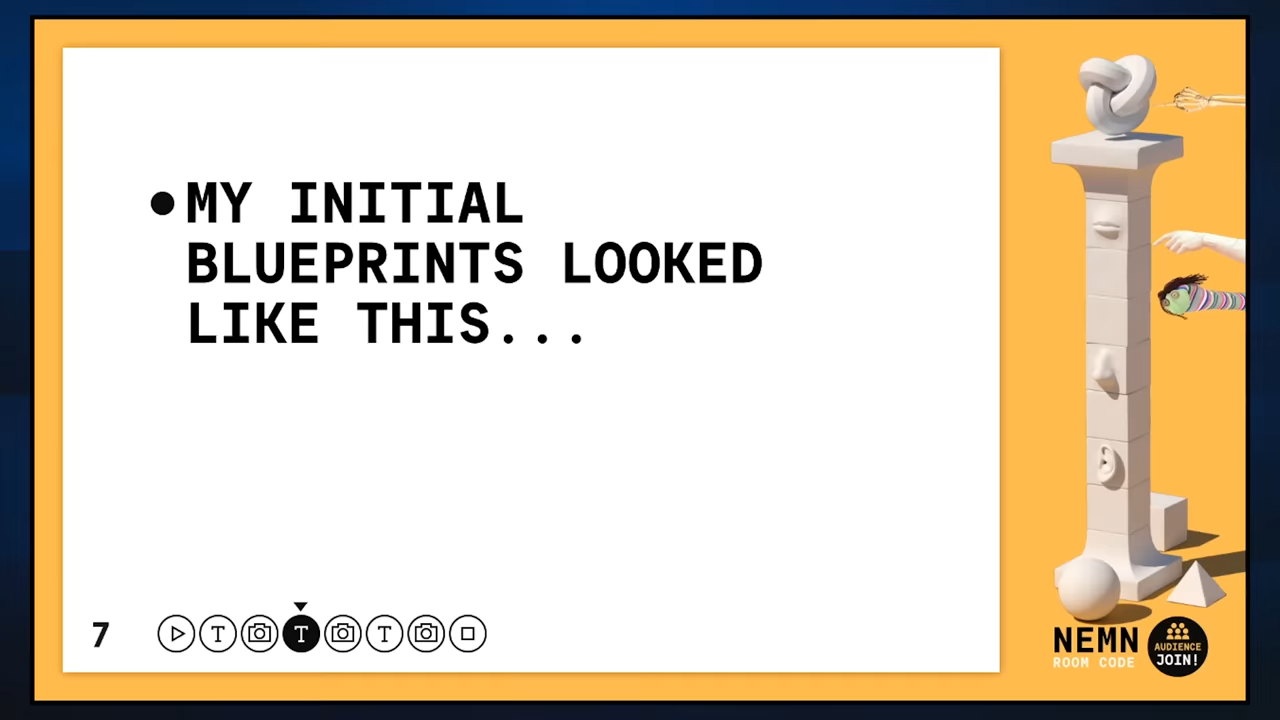 ●MY INITIAL
BLUEPRINTS LOOKED
LIKE THIS...
7
T
T
T
NEMN
ROOM CODE
AUDIENCE
JOIN!